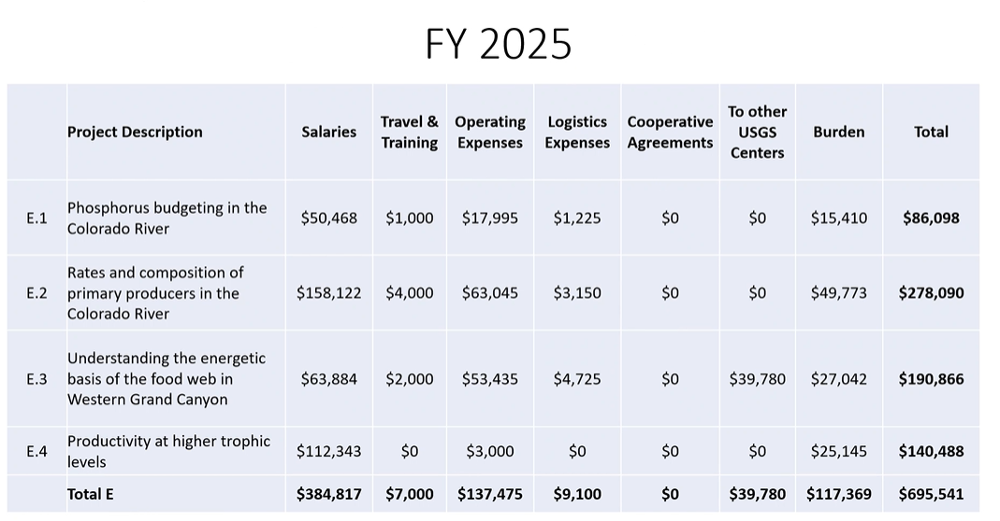 FY 2025
Project Description Salaries Travel & Training Operating Expenses Logistics Expenses Cooperative Agreements To other USGS Centers Burden Total
E.1 Phosphorus budgeting in the Colorado River $50,468 $1,000 $17,995 $1,225 $0 $0 $15,410 $86,098
E.2 Rates and composition of primary producers in the Colorado River $158,122 $4,000 $63,045 $3,150 $0 $0 $49,773 $278,090
E.3 Understanding the energetic basis of the food web in Western Grand Canyon $63,884 $2,000 $53,435 $4,725 $0 $39,780 $27,042 $190,866
E.4 Productivity at higher trophic levels $112,343 $0 $3,000 $0 $0 $0 $25,145 $140,488
Total E $384,817 $7,000 $137,475 $9,100 $0 $39,780 $117,369 $695,541